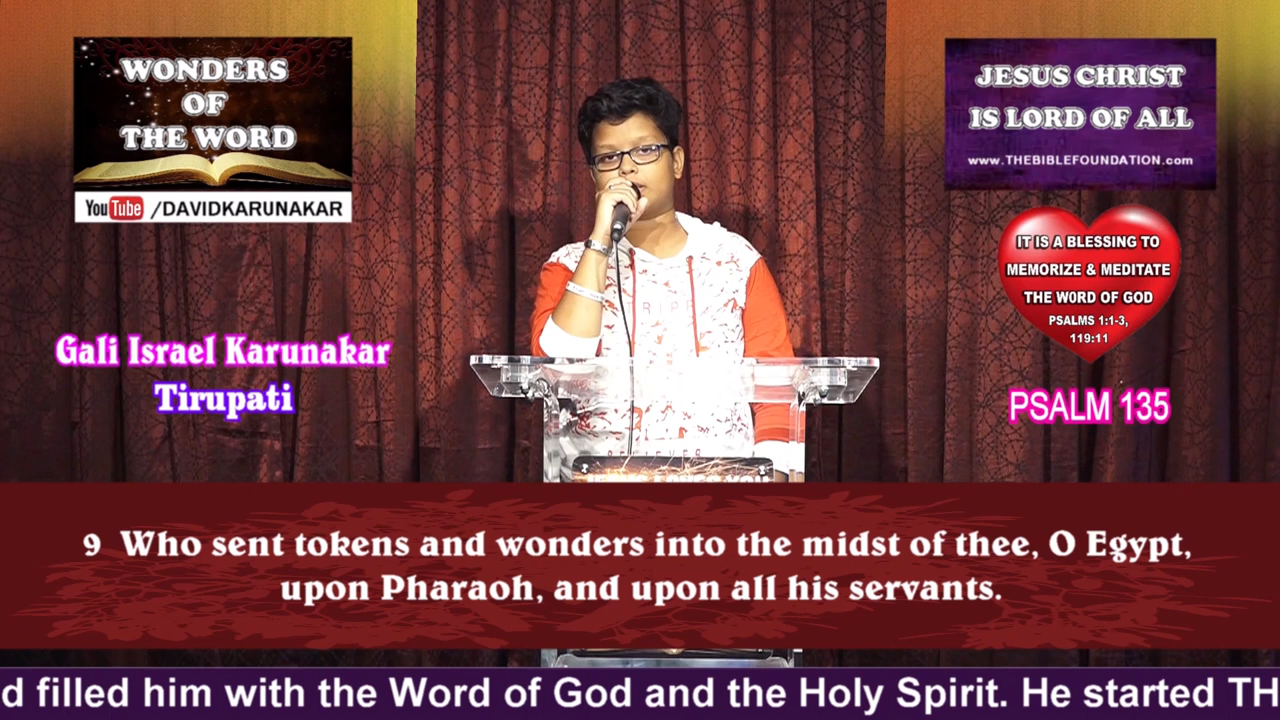 WONDERS
OF
THE WORD
YouTube /DAVIDKARUNAKAR
JESUS CHRIST
IS LORD OF ALL
www.THEBIBLEFOUNDATION.com
IT IS A BLESSING TO
MEMORIZE & MEDITATE
THE WORD OF GOD
PSALMS 1:1-3,
119:11
Gali Israel Karunakar
Tirupati
PSALM 135
TRIPP
BELIEVER
9 Who sent tokens and wonders into the midst of thee, O Egypt,
upon Pharaoh, and upon all his servants.
d filled him with the Word of God and the Holy Spirit. He started TH